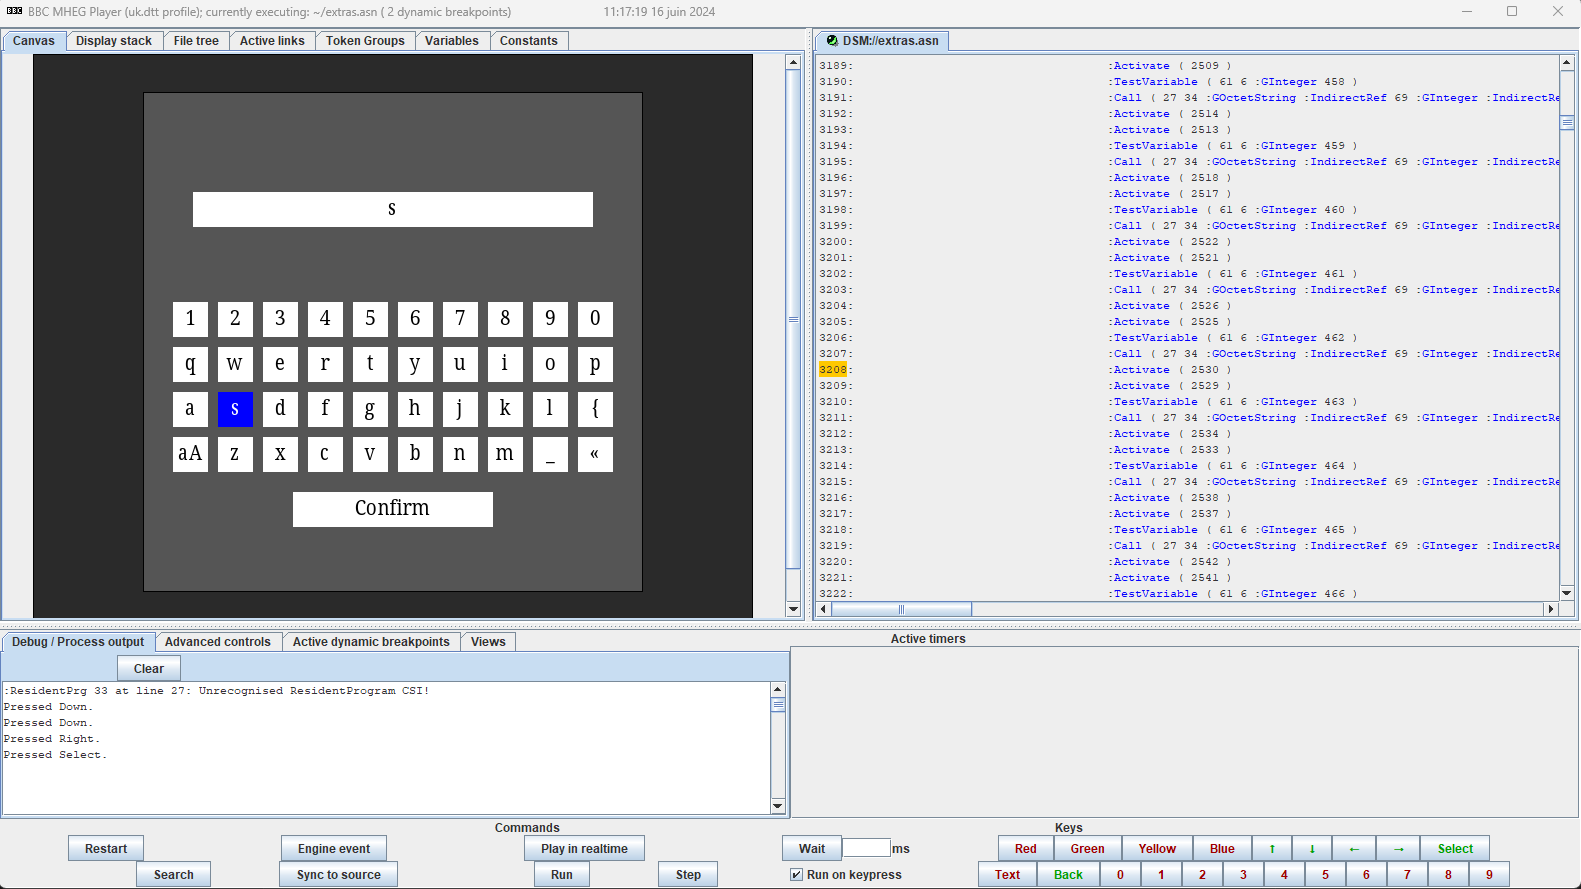 BBC BBC MHEG Player (uk.dtt profile); currently executing: ~/extras.asn ( 2 dynamic breakpoints) 11:17:19 16 juin 2024
Canvas Display stack File tree Active links Token Groups Variables Constants
s
1 2 3 4 5 6 7 8 9 0
q w e r t y u i o p
a s d f g h j k l {
aA z x c v b n m _ «
Confirm
DSM://extras.asn
3189: :Activate ( 2509 )
3190: :TestVariable ( 61 6 :GInteger 458 )
3191: :Call ( 27 34 :GOctetString :IndirectRef 69 :GInteger :IndirectRe
3192: :Activate ( 2514 )
3193: :Activate ( 2513 )
3194: :TestVariable ( 61 6 :GInteger 459 )
3195: :Call ( 27 34 :GOctetString :IndirectRef 69 :GInteger :IndirectRe
3196: :Activate ( 2518 )
3197: :Activate ( 2517 )
3198: :TestVariable ( 61 6 :GInteger 460 )
3199: :Call ( 27 34 :GOctetString :IndirectRef 69 :GInteger :IndirectRe
3200: :Activate ( 2522 )
3201: :Activate ( 2521 )
3202: :TestVariable ( 61 6 :GInteger 461 )
3203: :Call ( 27 34 :GOctetString :IndirectRef 69 :GInteger :IndirectRe
3204: :Activate ( 2526 )
3205: :Activate ( 2525 )
3206: :TestVariable ( 61 6 :GInteger 462 )
3207: :Call ( 27 34 :GOctetString :IndirectRef 69 :GInteger :IndirectRe
3208: :Activate ( 2530 )
3209: :Activate ( 2529 )
3210: :TestVariable ( 61 6 :GInteger 463 )
3211: :Call ( 27 34 :GOctetString :IndirectRef 69 :GInteger :IndirectRe
3212: :Activate ( 2534 )
3213: :Activate ( 2533 )
3214: :TestVariable ( 61 6 :GInteger 464 )
3215: :Call ( 27 34 :GOctetString :IndirectRef 69 :GInteger :IndirectRe
3216: :Activate ( 2538 )
3217: :Activate ( 2537 )
3218: :TestVariable ( 61 6 :GInteger 465 )
3219: :Call ( 27 34 :GOctetString :IndirectRef 69 :GInteger :IndirectRe
3220: :Activate ( 2542 )
3221: :Activate ( 2541 )
3222: :TestVariable ( 61 6 :GInteger 466 )
Debug / Process output Advanced controls Active dynamic breakpoints Views
Clear
:ResidentPrg 33 at line 27: Unrecognised ResidentProgram CSI!
Pressed Down.
Pressed Down.
Pressed Right.
Pressed Select.
Active timers
Commands
Restart Engine event Play in realtime Wait ms
Search Sync to source Run Step Run on keypress
Keys
Red Green Yellow Blue ↑ ↓ ← → Select
Text Back 0 1 2 3 4 5 6 7 8 9